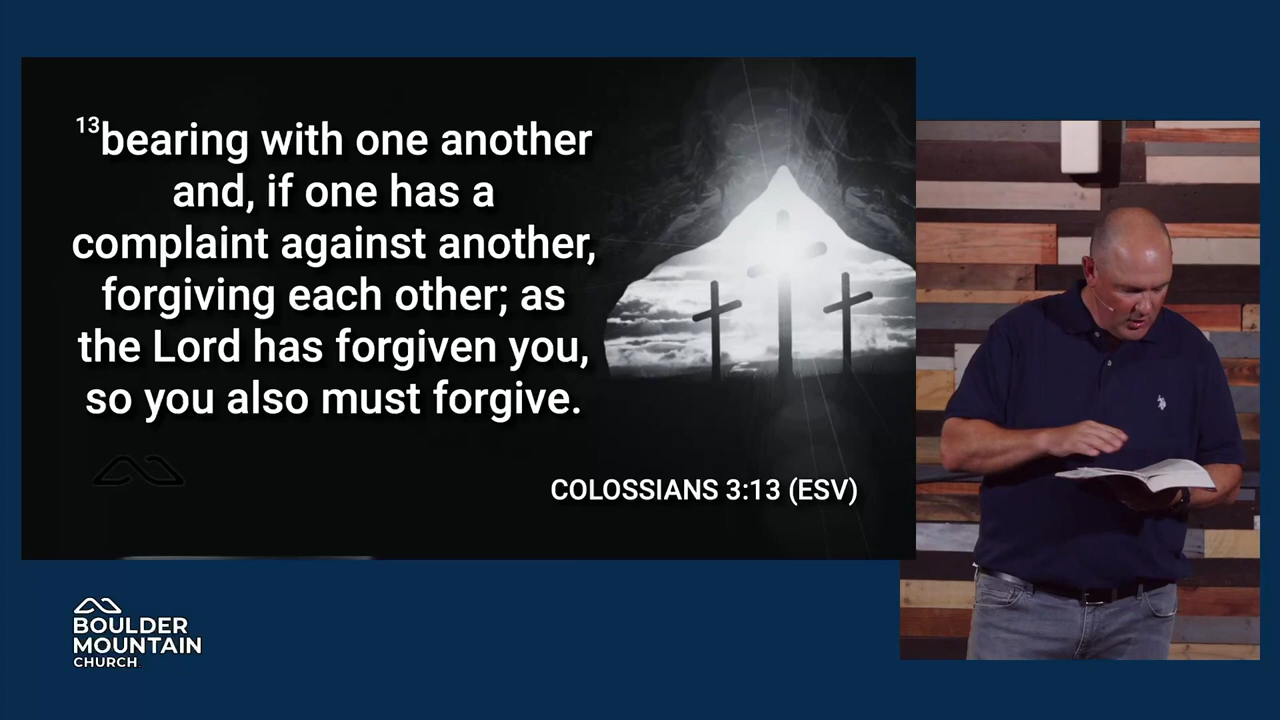 13bearing with one another
and, if one has a
complaint against another,
forgiving each other; as
the Lord has forgiven you,
so you also must forgive.
COLOSSIANS 3:13 (ESV)
BOULDER
MOUNTAIN
CHURCH